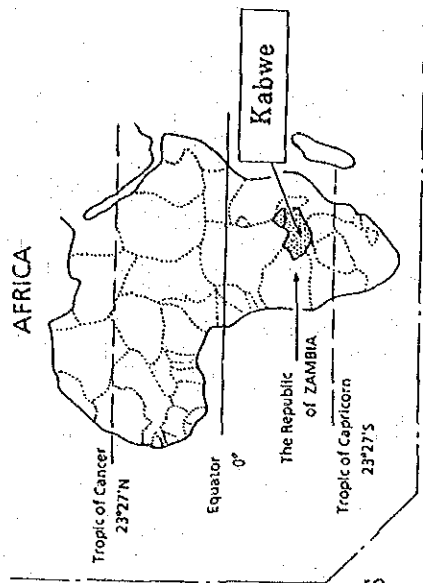 AFRICA
Kabwe
Tropic of Cancer
23°27'N
Equator
0°
The Republic
of ZAMBIA
Tropic of Capricorn
23°27'S